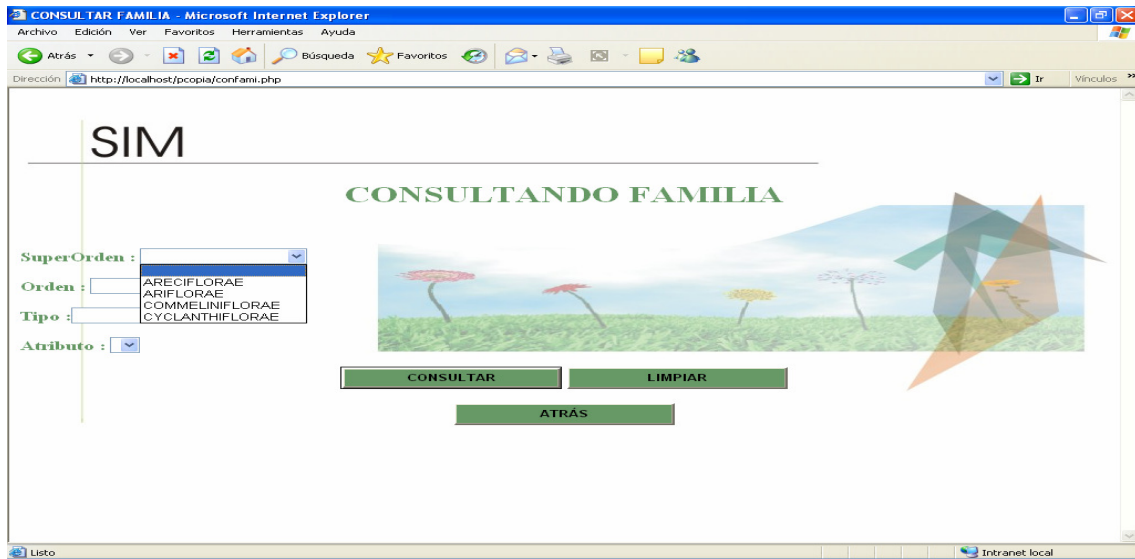 CONSULTAR FAMILIA - Microsoft Internet Explorer
Archivo Edición Ver Favoritos Herramientas Ayuda
Atrás Búsqueda Favoritos
Dirección http://localhost/pcopia/confami.php Ir Vínculos »
SIM
CONSULTANDO FAMILIA
SuperOrden :
ARECIFLORAE
Orden :
ARIFLORAE
COMMELINIFLORAE
Tipo :
CYCLANTHIFLORAE
Atributo :
CONSULTAR LIMPIAR
ATRÁS
Listo Intranet local